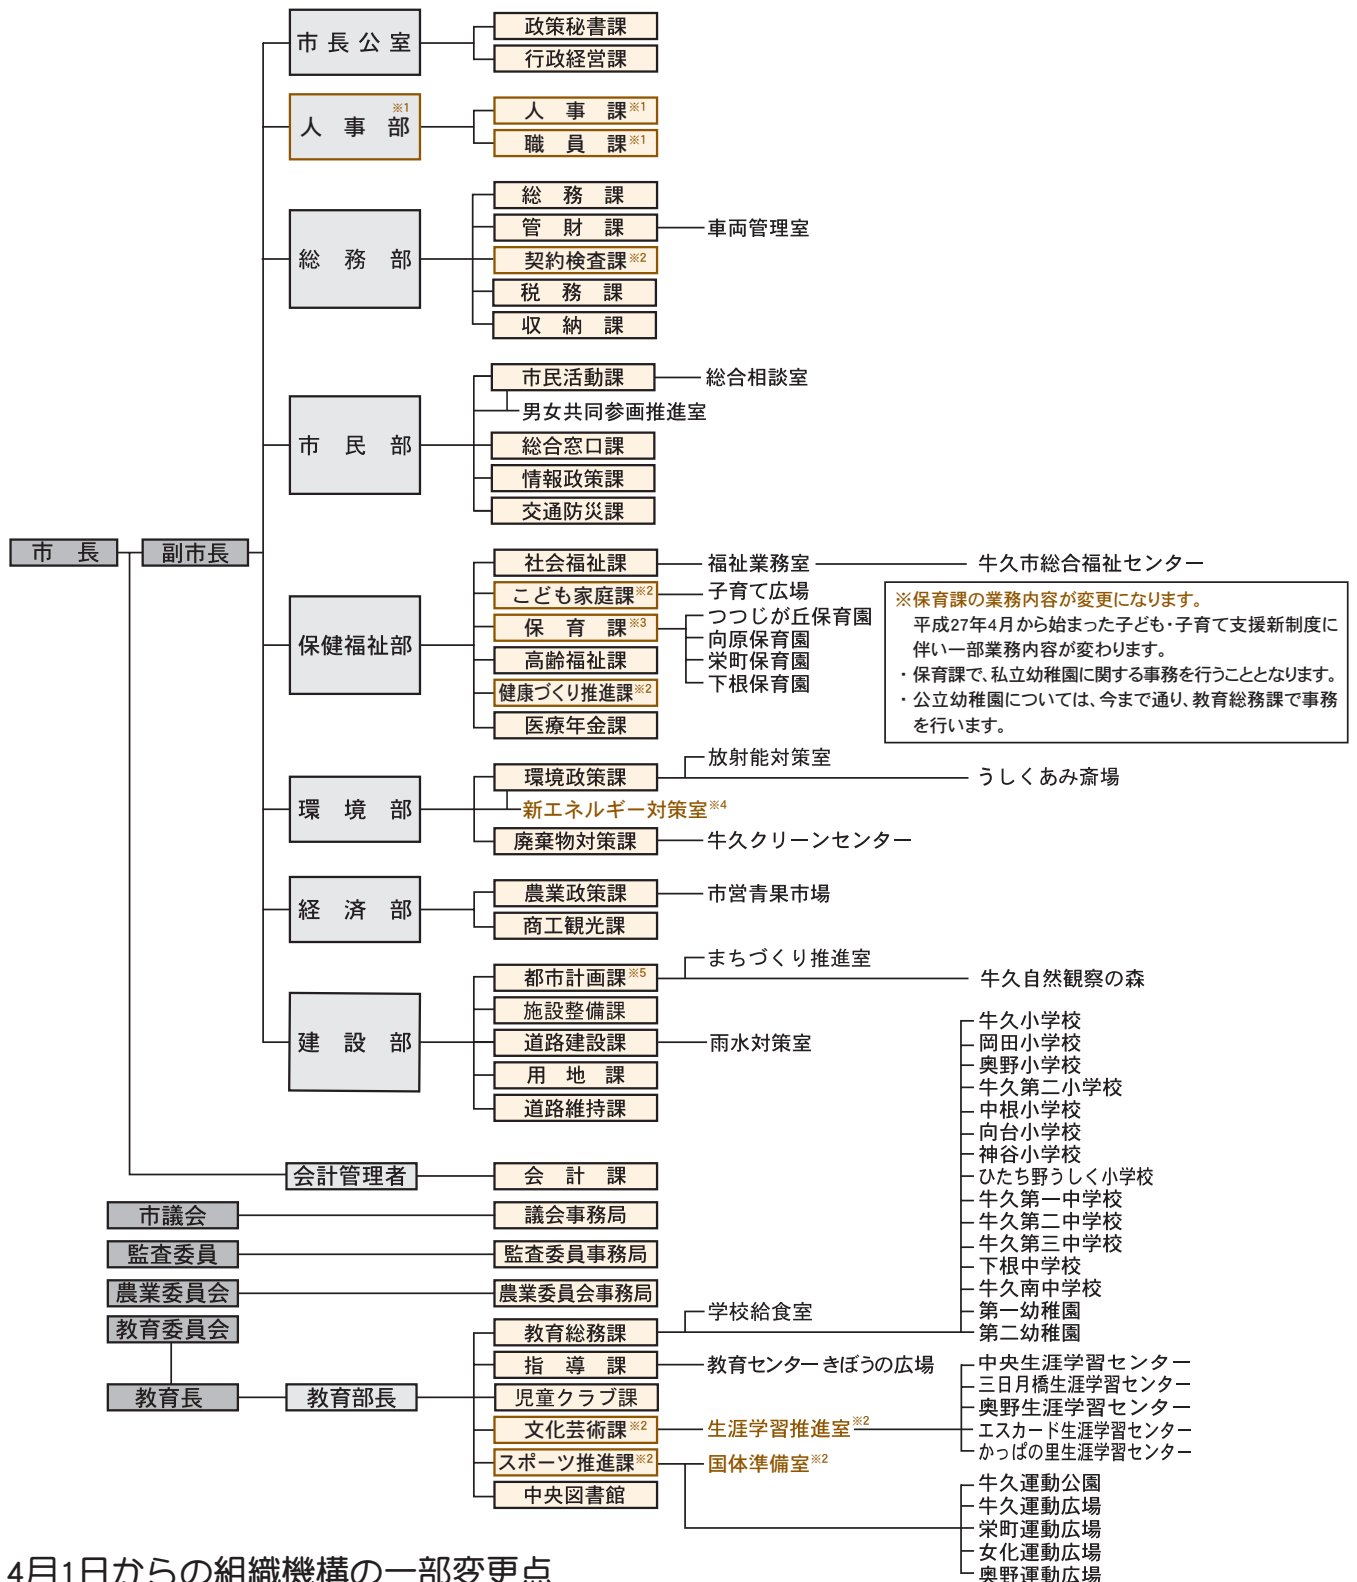 市長公室
政策秘書課
行政経営課
人事部※1
人事課※1
職員課※1
総務部
総務課
管財課
車両管理室
契約検査課※2
税務課
収納課
市民部
市民活動課
総合相談室
男女共同参画推進室
総合窓口課
情報政策課
交通防災課
市長
副市長
保健福祉部
社会福祉課
福祉業務室
牛久市総合福祉センター
こども家庭課※2
子育て広場
保育課※3
つつじが丘保育園
向原保育園
栄町保育園
下根保育園
高齢福祉課
健康づくり推進課※2
医療年金課
※保育課の業務内容が変更になります。
平成27年4月から始まった子ども・子育て支援新制度に
伴い一部業務内容が変わります。
・保育課で、私立幼稚園に関する事務を行うこととなります。
・公立幼稚園については、今まで通り、教育総務課で事務
を行います。
環境部
環境政策課
放射能対策室
うしくあみ斎場
新エネルギー対策室※4
廃棄物対策課
牛久クリーンセンター
経済部
農業政策課
市営青果市場
商工観光課
建設部
都市計画課※5
まちづくり推進室
牛久自然観察の森
施設整備課
道路建設課
雨水対策室
用地課
道路維持課
会計管理者
会計課
市議会
議会事務局
監査委員
監査委員事務局
農業委員会
農業委員会事務局
教育委員会
教育長
教育部長
教育総務課
学校給食室
牛久小学校
岡田小学校
奥野小学校
牛久第二小学校
中根小学校
向台小学校
神谷小学校
ひたち野うしく小学校
牛久第一中学校
牛久第二中学校
牛久第三中学校
下根中学校
牛久南中学校
第一幼稚園
第二幼稚園
指導課
教育センターきぼうの広場
児童クラブ課
文化芸術課※2
生涯学習推進室※2
中央生涯学習センター
三日月橋生涯学習センター
奥野生涯学習センター
エスカード生涯学習センター
かっぱの里生涯学習センター
スポーツ推進課※2
国体準備室※2
牛久運動公園
牛久運動広場
栄町運動広場
女化運動広場
奥野運動広場
中央図書館
4月1日からの組織機構の一部変更点